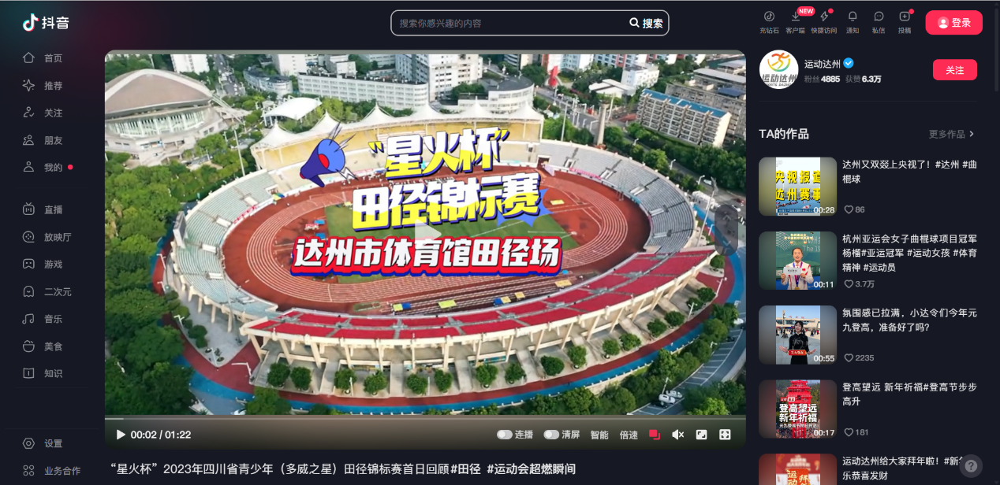 抖音
搜索你感兴趣的内容
搜索
充钻石
客户端
NEW
快捷访问
通知
私信
投稿
登录
首页
推荐
关注
朋友
我的
直播
放映厅
游戏
二次元
音乐
美食
知识
设置
业务合作
“星火杯”
田径锦标赛
达州市体育馆田径场
00:02 / 01:22
连播
清屏
智能
倍速
“星火杯”2023年四川省青少年（多威之星）田径锦标赛首日回顾#田径 #运动会超燃瞬间
运动达州
运动达州
粉丝 4885 获赞 6.3万
关注
TA的作品
更多作品
央视报道
达州赛事
00:28
达州又双叕上央视了！#达州 #曲
棍球
86
00:11
杭州亚运会女子曲棍球项目冠军
杨榴#亚运冠军 #运动女孩 #体育
精神 #运动员
3.7万
00:55
氛围感已拉满，小达令们今年元
九登高，准备好了吗?
2235
登高望远
新年祈福
00:17
登高望远 新年祈福#登高节步步
高升
181
运动达州给大家拜年啦！#新
乐恭喜发财
?